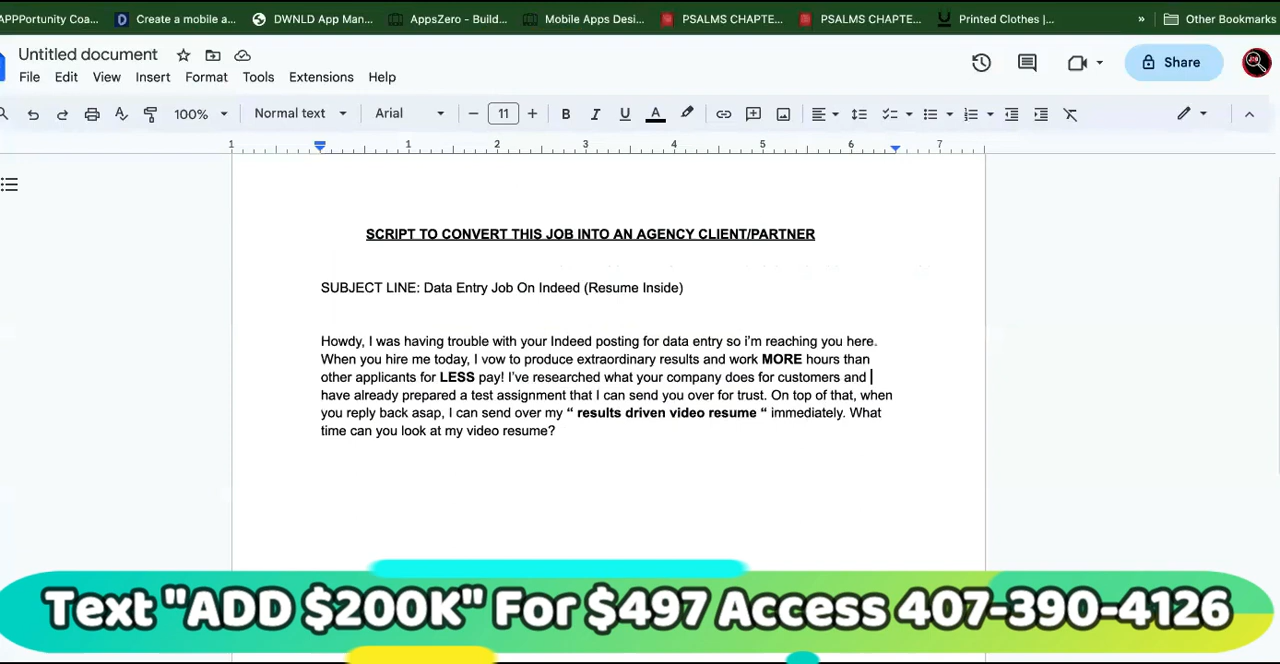 APPPortunity Coa... Create a mobile a... DWNLD App Man... AppsZero - Build... Mobile Apps Desi... PSALMS CHAPTE... PSALMS CHAPTE... Printed Clothes |... » Other Bookmarks
Untitled document
File Edit View Insert Format Tools Extensions Help
Share
100% Normal text Arial − 11 + B I U A
1 1 2 3 4 5 6 7
SCRIPT TO CONVERT THIS JOB INTO AN AGENCY CLIENT/PARTNER
SUBJECT LINE: Data Entry Job On Indeed (Resume Inside)
Howdy, I was having trouble with your Indeed posting for data entry so i’m reaching you here.
When you hire me today, I vow to produce extraordinary results and work MORE hours than
other applicants for LESS pay! I’ve researched what your company does for customers and
have already prepared a test assignment that I can send you over for trust. On top of that, when
you reply back asap, I can send over my “ results driven video resume “ immediately. What
time can you look at my video resume?
Text "ADD $200K" For $497 Access 407-390-4126